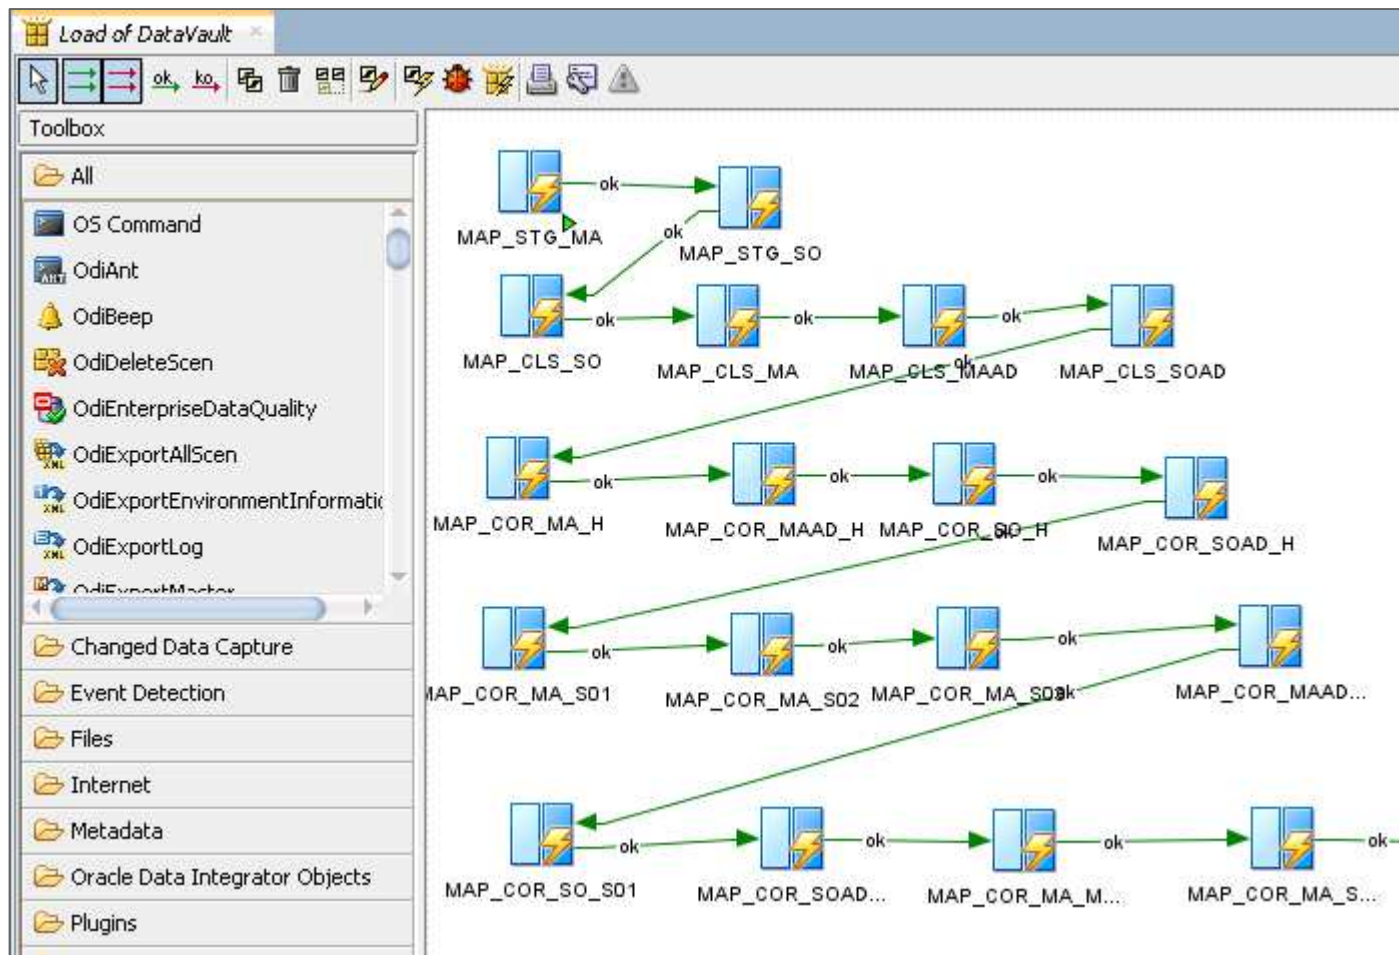 Load of DataVault
ok
ko
Toolbox
All
OS Command
OdiAnt
OdiBeep
OdiDeleteScen
OdiEnterpriseDataQuality
OdiExportAllScen
OdiExportEnvironmentInformatio
OdiExportLog
OdiExportMaster
Changed Data Capture
Event Detection
Files
Internet
Metadata
Oracle Data Integrator Objects
Plugins
ok
MAP_STG_MA
ok
MAP_STG_SO
ok
ok
ok
MAP_CLS_SO
MAP_CLS_MA
MAP_CLS_MAAD
MAP_CLS_SOAD
ok
ok
ok
ok
MAP_COR_MA_H
MAP_COR_MAAD_H
MAP_COR_SO_H
MAP_COR_SOAD_H
ok
ok
ok
ok
MAP_COR_MA_S01
MAP_COR_MA_S02
MAP_COR_MA_S03
MAP_COR_MAAD...
ok
ok
ok
ok
ok
MAP_COR_SO_S01
MAP_COR_SOAD...
MAP_COR_MA_M...
MAP_COR_MA_S...
ok